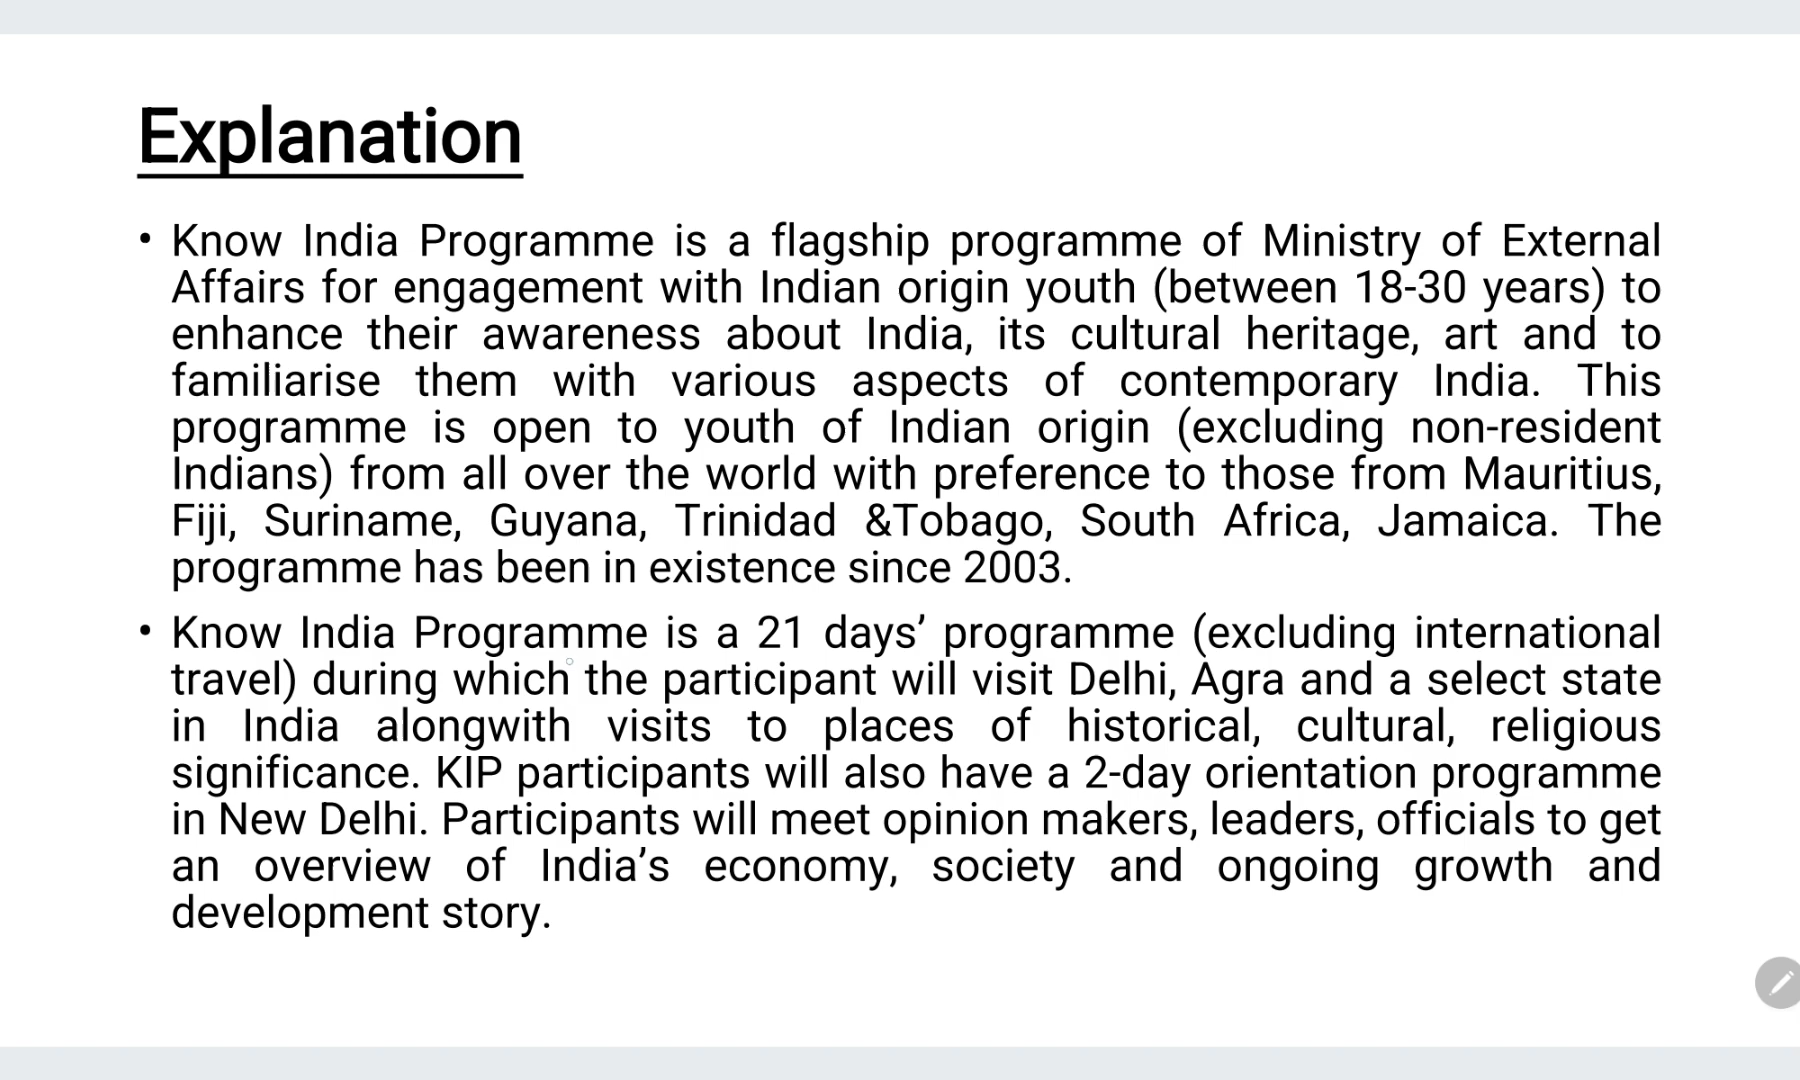 Explanation
• Know India Programme is a flagship programme of Ministry of External
Affairs for engagement with Indian origin youth (between 18-30 years) to
enhance their awareness about India, its cultural heritage, art and to
familiarise them with various aspects of contemporary India. This
programme is open to youth of Indian origin (excluding non-resident
Indians) from all over the world with preference to those from Mauritius,
Fiji, Suriname, Guyana, Trinidad &Tobago, South Africa, Jamaica. The
programme has been in existence since 2003.
• Know India Programme is a 21 days’ programme (excluding international
travel) during which the participant will visit Delhi, Agra and a select state
in India alongwith visits to places of historical, cultural, religious
significance. KIP participants will also have a 2-day orientation programme
in New Delhi. Participants will meet opinion makers, leaders, officials to get
an overview of India’s economy, society and ongoing growth and
development story.